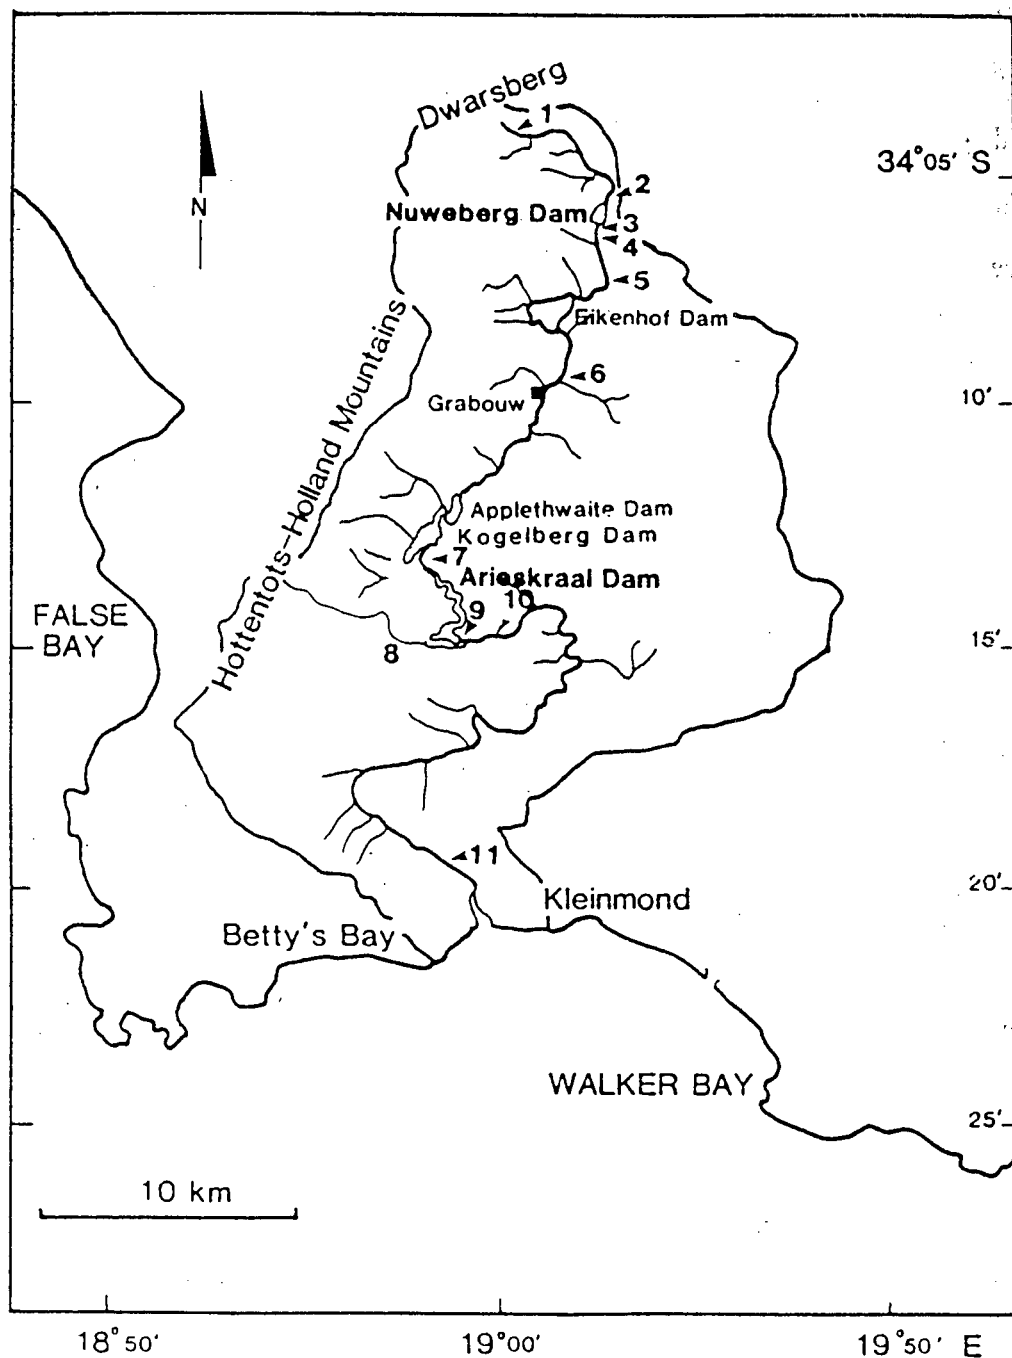 Dwarsberg
1
34°05' S
2
N
Nuweberg Dam
3
4
5
Eikenhof Dam
6
10'
Grabouw
Hottentots-Holland Mountains
Applethwaite Dam
Kogelberg Dam
7
Arieskraal Dam
9
10
FALSE
BAY
8
15'
11
20'
Kleinmond
Betty's Bay
WALKER BAY
25'
10 km
18°50'
19°00'
19°50' E